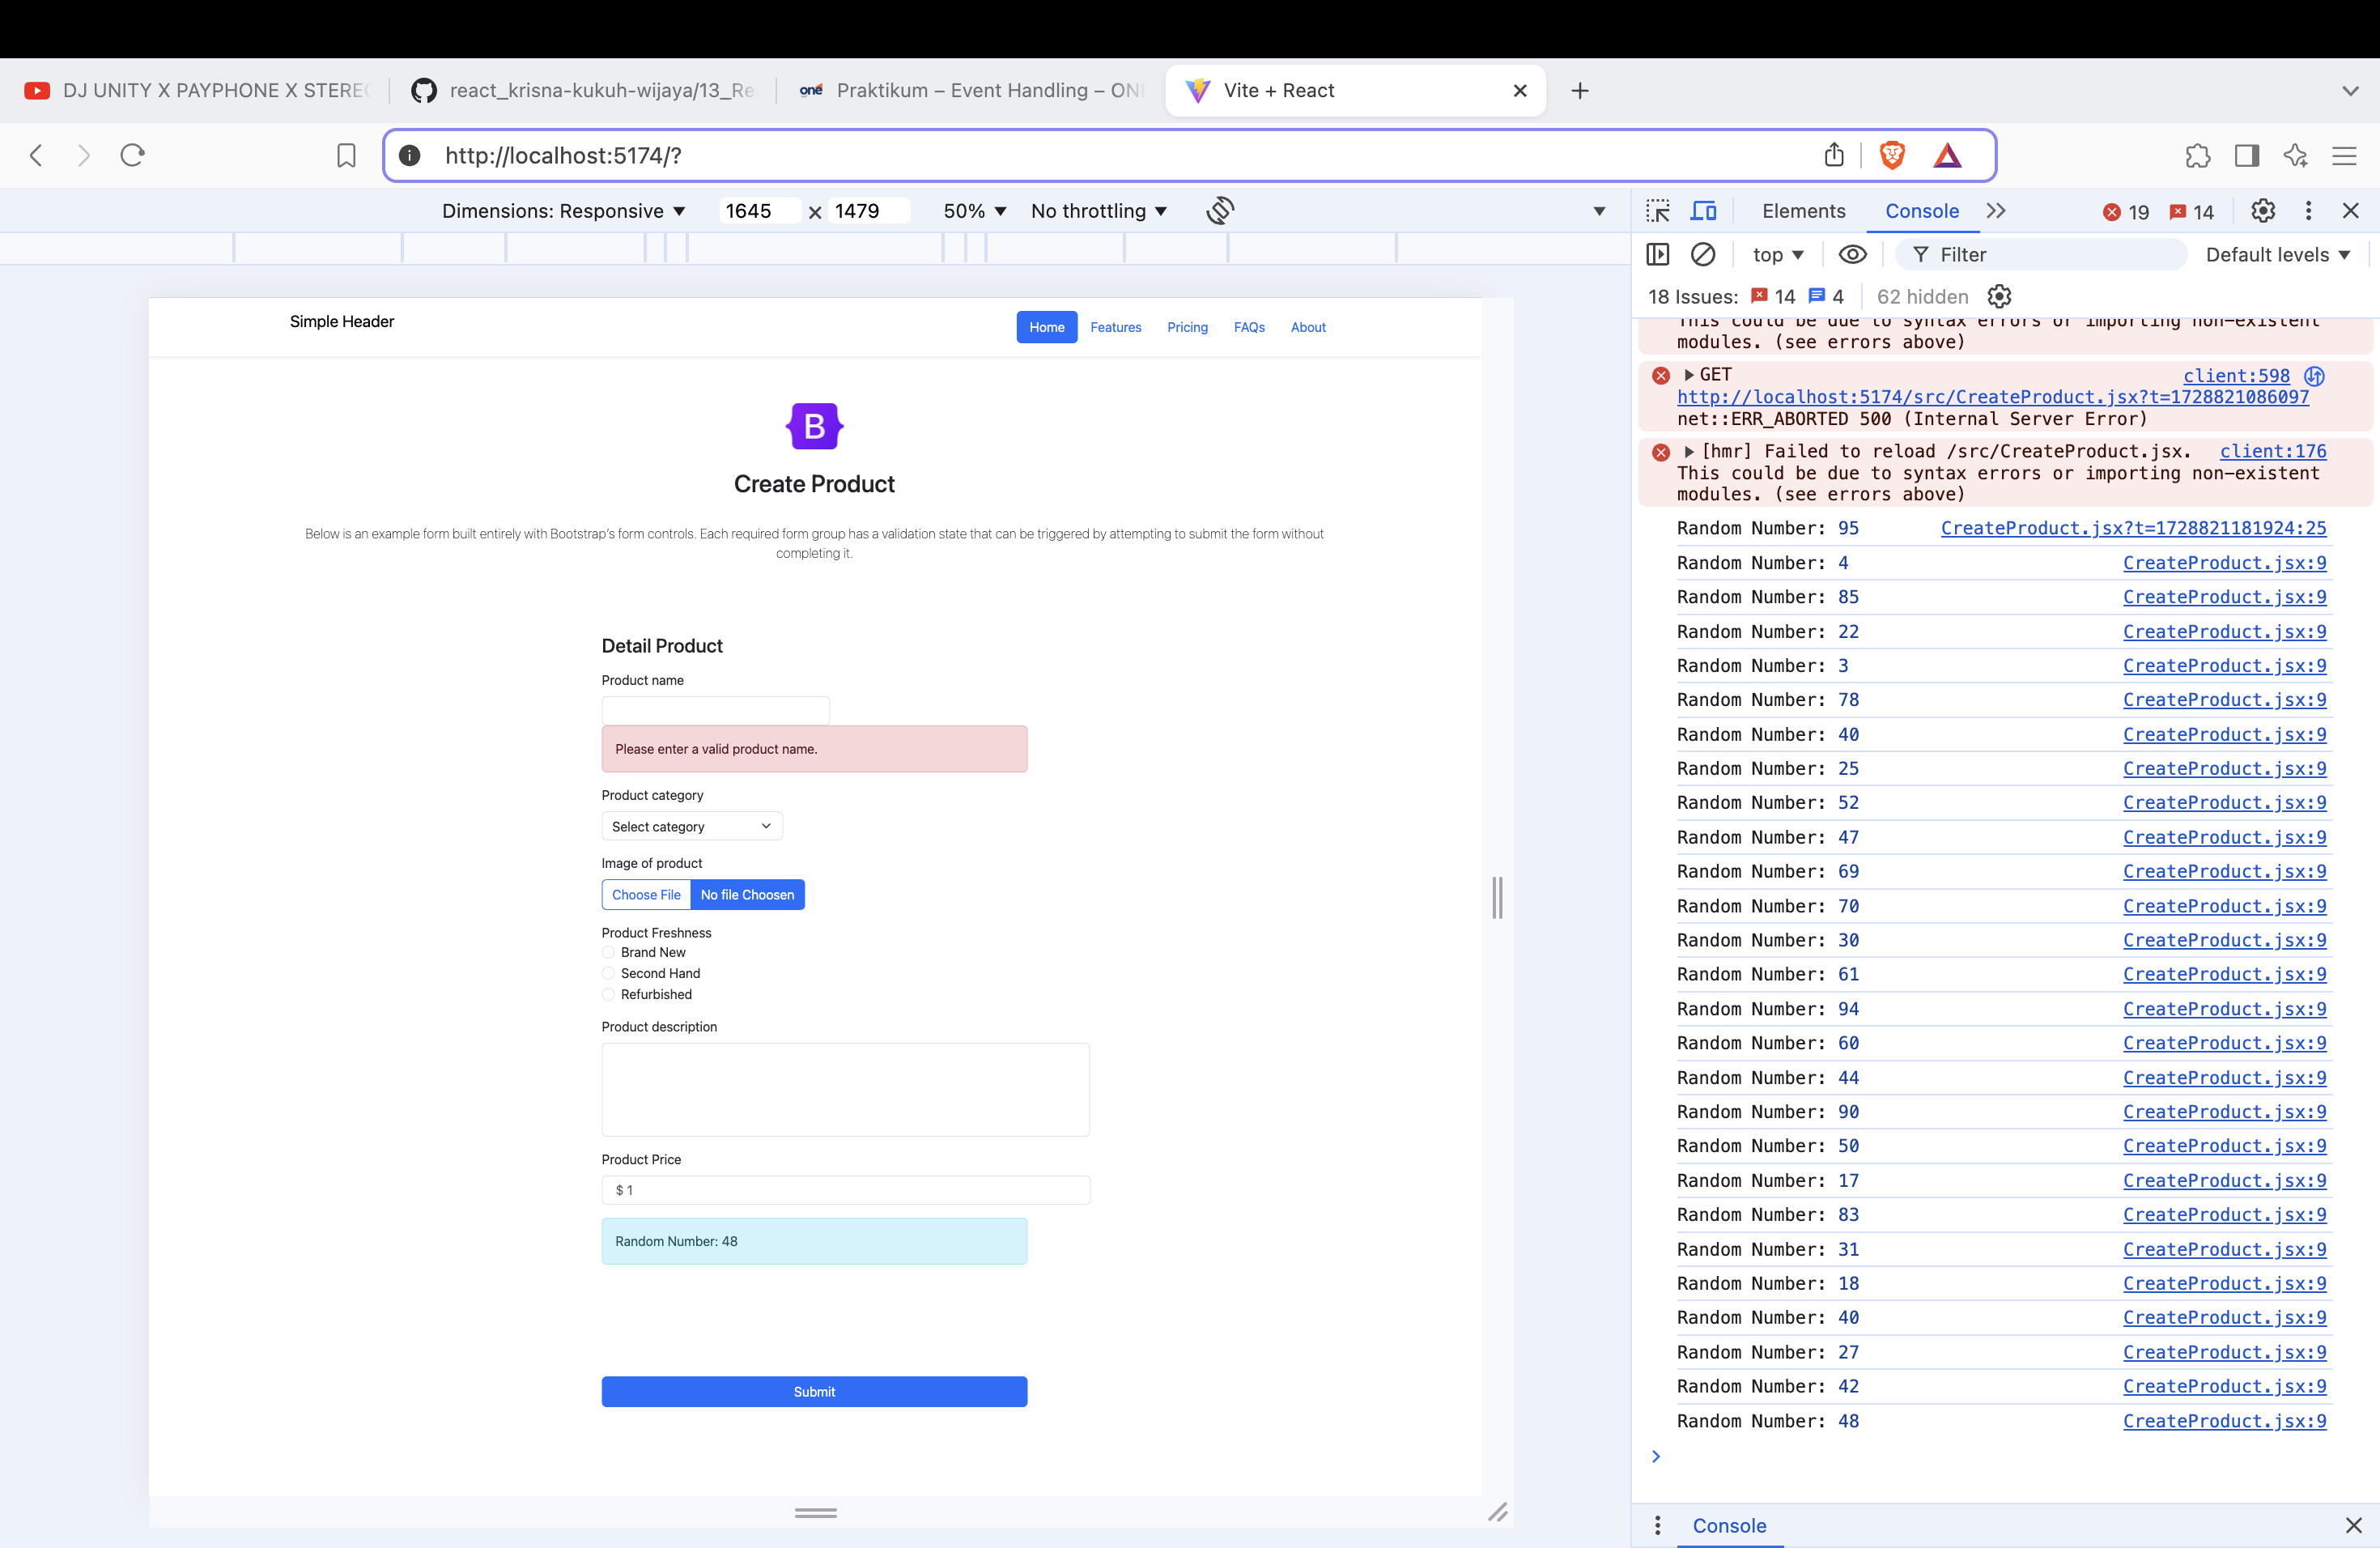 DJ UNITY X PAYPHONE X STEREO
react_krisna-kukuh-wijaya/13_Re
one Praktikum – Event Handling – ON
Vite + React
http://localhost:5174/?
Dimensions: Responsive 1645 x 1479 50% No throttling
Elements Console 19 14
top Filter Default levels
18 Issues: 14 4 62 hidden
Simple Header
Home Features Pricing FAQs About
B
Create Product
Below is an example form built entirely with Bootstrap's form controls. Each required form group has a validation state that can be triggered by attempting to submit the form without
completing it.
Detail Product
Product name
Please enter a valid product name.
Product category
Select category
Image of product
Choose File No file Choosen
Product Freshness
Brand New
Second Hand
Refurbished
Product description
Product Price
$ 1
Random Number: 48
Submit
This could be due to syntax errors or importing non-existent
modules. (see errors above)
GET client:598
http://localhost:5174/src/CreateProduct.jsx?t=1728821086097
net::ERR_ABORTED 500 (Internal Server Error)
[hmr] Failed to reload /src/CreateProduct.jsx. client:176
This could be due to syntax errors or importing non-existent
modules. (see errors above)
Random Number: 95 CreateProduct.jsx?t=1728821181924:25
Random Number: 4 CreateProduct.jsx:9
Random Number: 85 CreateProduct.jsx:9
Random Number: 22 CreateProduct.jsx:9
Random Number: 3 CreateProduct.jsx:9
Random Number: 78 CreateProduct.jsx:9
Random Number: 40 CreateProduct.jsx:9
Random Number: 25 CreateProduct.jsx:9
Random Number: 52 CreateProduct.jsx:9
Random Number: 47 CreateProduct.jsx:9
Random Number: 69 CreateProduct.jsx:9
Random Number: 70 CreateProduct.jsx:9
Random Number: 30 CreateProduct.jsx:9
Random Number: 61 CreateProduct.jsx:9
Random Number: 94 CreateProduct.jsx:9
Random Number: 60 CreateProduct.jsx:9
Random Number: 44 CreateProduct.jsx:9
Random Number: 90 CreateProduct.jsx:9
Random Number: 50 CreateProduct.jsx:9
Random Number: 17 CreateProduct.jsx:9
Random Number: 83 CreateProduct.jsx:9
Random Number: 31 CreateProduct.jsx:9
Random Number: 18 CreateProduct.jsx:9
Random Number: 40 CreateProduct.jsx:9
Random Number: 27 CreateProduct.jsx:9
Random Number: 42 CreateProduct.jsx:9
Random Number: 48 CreateProduct.jsx:9
Console